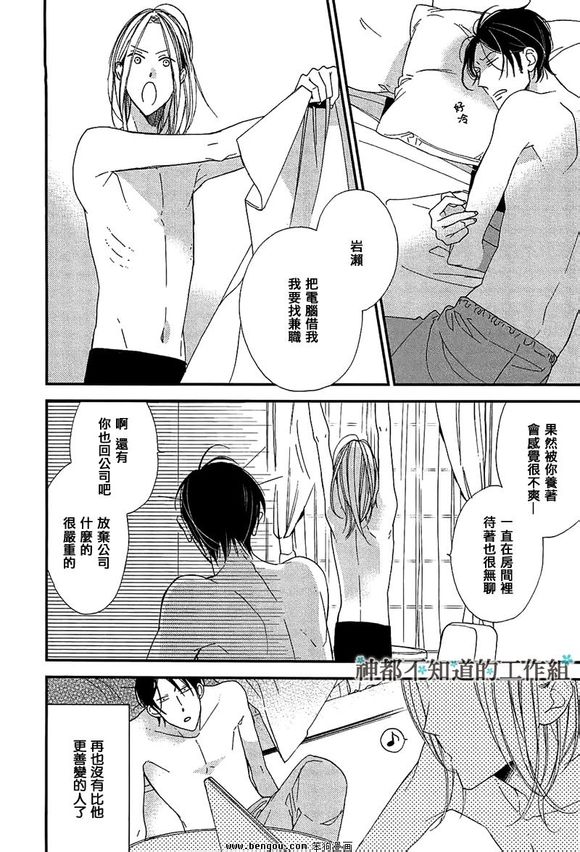 好冷
岩瀨
把電腦借我
我要找兼職
果然被你養著
會感覺很不爽—
一直在房間裡
待著也很無聊
啊 還有
你也回公司吧
放棄公司
什麼的
很嚴重的
神都不知道的工作組
再也沒有比他
更善變的人了
www.bengou.com 笨狗漫画